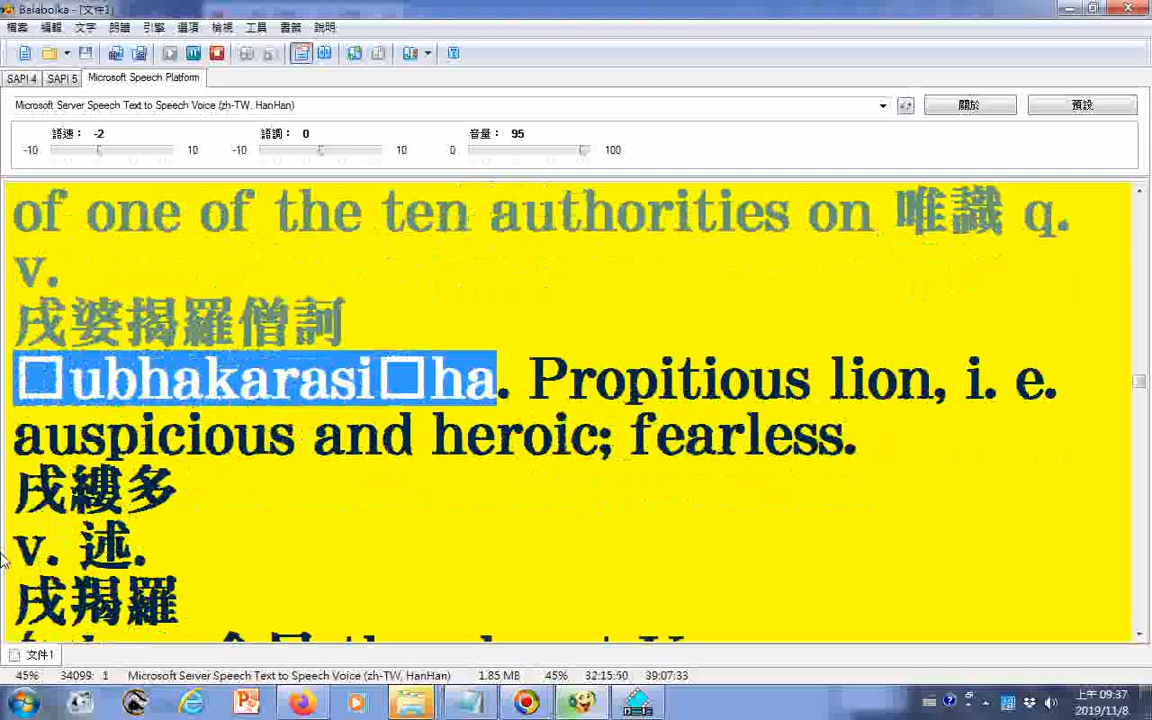 Balabolka - [文件1]
檔案 編輯 文字 朗讀 引擎 選項 檢視 工具 書籤 說明
SAPI 4 SAPI 5 Microsoft Speech Platform
Microsoft Server Speech Text to Speech Voice (zh-TW, HanHan) 關於 預設
語速： -2 語調： 0 音量： 95
-10 10 -10 10 0 100
of one of the ten authorities on 唯識 q.
v.
戌婆揭羅僧訶
□ubhakarasi□ha. Propitious lion, i. e.
auspicious and heroic; fearless.
戌縷多
v. 述.
戌羯羅
文件1
45% 34099: 1 Microsoft Server Speech Text to Speech Voice (zh-TW, HanHan) 1.85 MB 45% 32:15:50 39:07:33
上午 09:37
2019/11/8